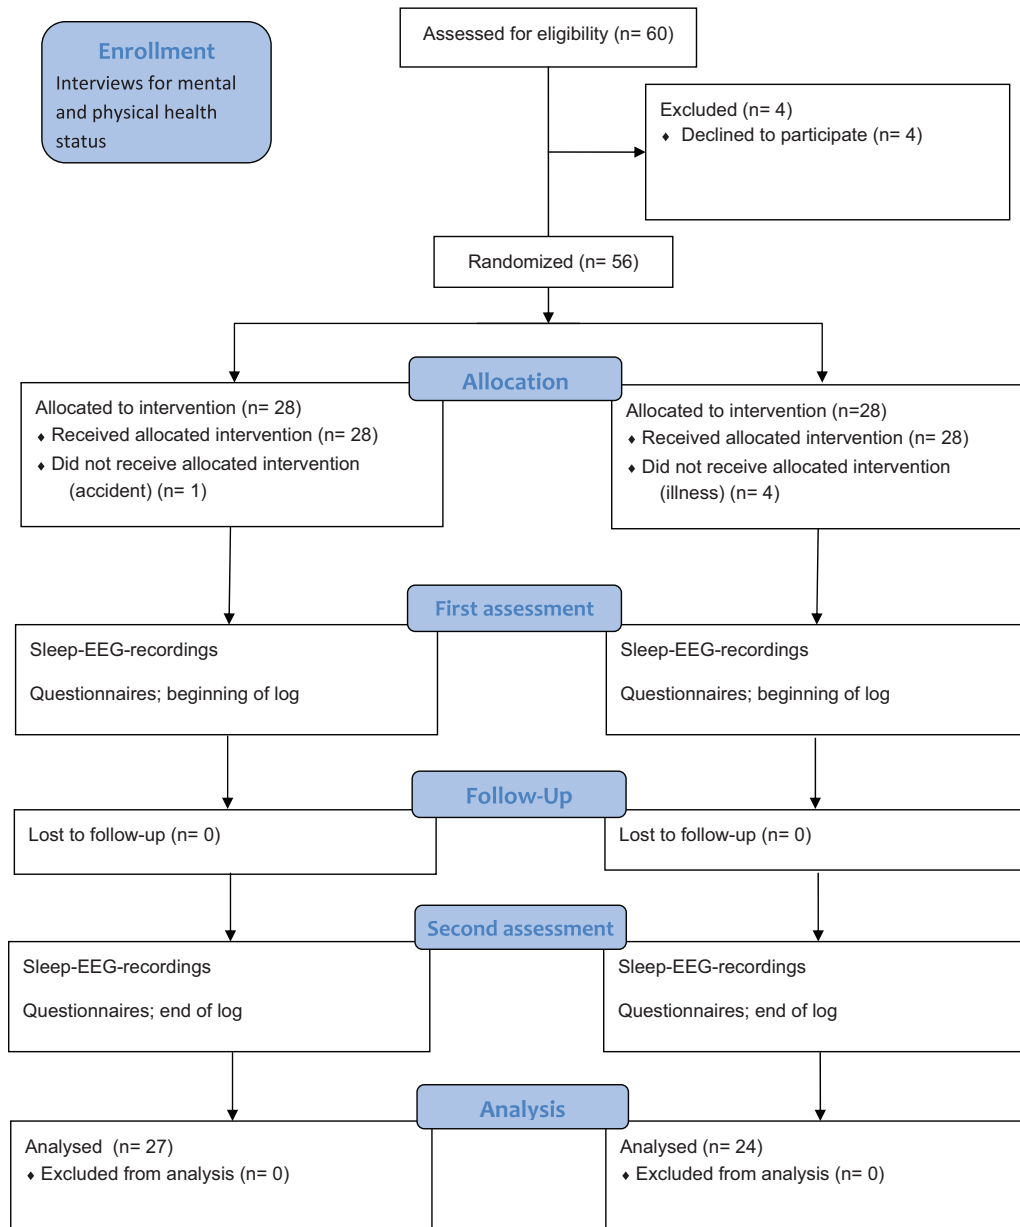 Enrollment
Interviews for mental
and physical health
status
Assessed for eligibility (n= 60)
Excluded (n= 4)
♦ Declined to participate (n= 4)
Randomized (n= 56)
Allocation
Allocated to intervention (n= 28)
♦ Received allocated intervention (n= 28)
♦ Did not receive allocated intervention
(accident) (n= 1)
Allocated to intervention (n=28)
♦ Received allocated intervention (n= 28)
♦ Did not receive allocated intervention
(illness) (n= 4)
First assessment
Sleep-EEG-recordings
Questionnaires; beginning of log
Sleep-EEG-recordings
Questionnaires; beginning of log
Follow-Up
Lost to follow-up (n= 0)
Lost to follow-up (n= 0)
Second assessment
Sleep-EEG-recordings
Questionnaires; end of log
Sleep-EEG-recordings
Questionnaires; end of log
Analysis
Analysed (n= 27)
♦ Excluded from analysis (n= 0)
Analysed (n= 24)
♦ Excluded from analysis (n= 0)